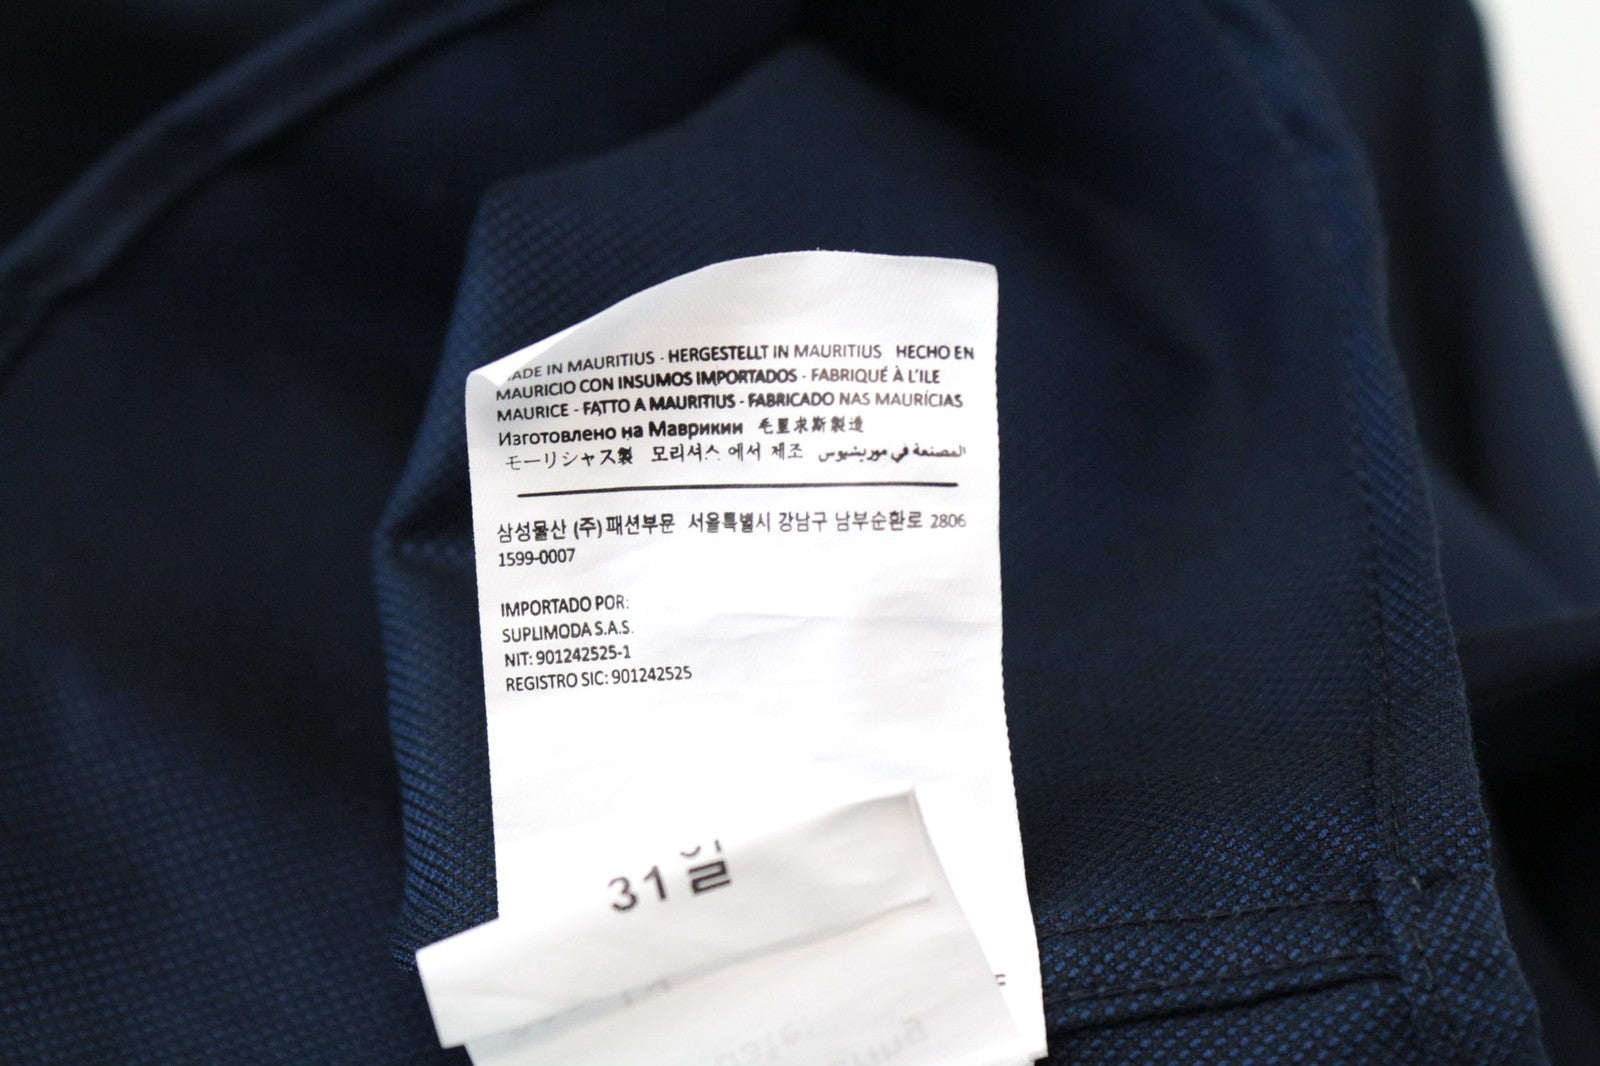 MADE IN MAURITIUS - HERGESTELLT IN MAURITIUS HECHO EN
MAURICIO CON INSUMOS IMPORTADOS - FABRIQUÉ À L'ILE
MAURICE - FATTO A MAURITIUS - FABRICADO NAS MAURÍCIAS
Изготовлено на Маврикии 毛里求斯製造
モーリシャス製 모리셔스 에서 제조 المصنعة في موريشيوس
삼성물산 (주) 패션부문 서울특별시 강남구 남부순환로 2806
1599-0007
IMPORTADO POR:
SUPLIMODA S.A.S.
NIT: 901242525-1
REGISTRO SIC: 901242525
31일